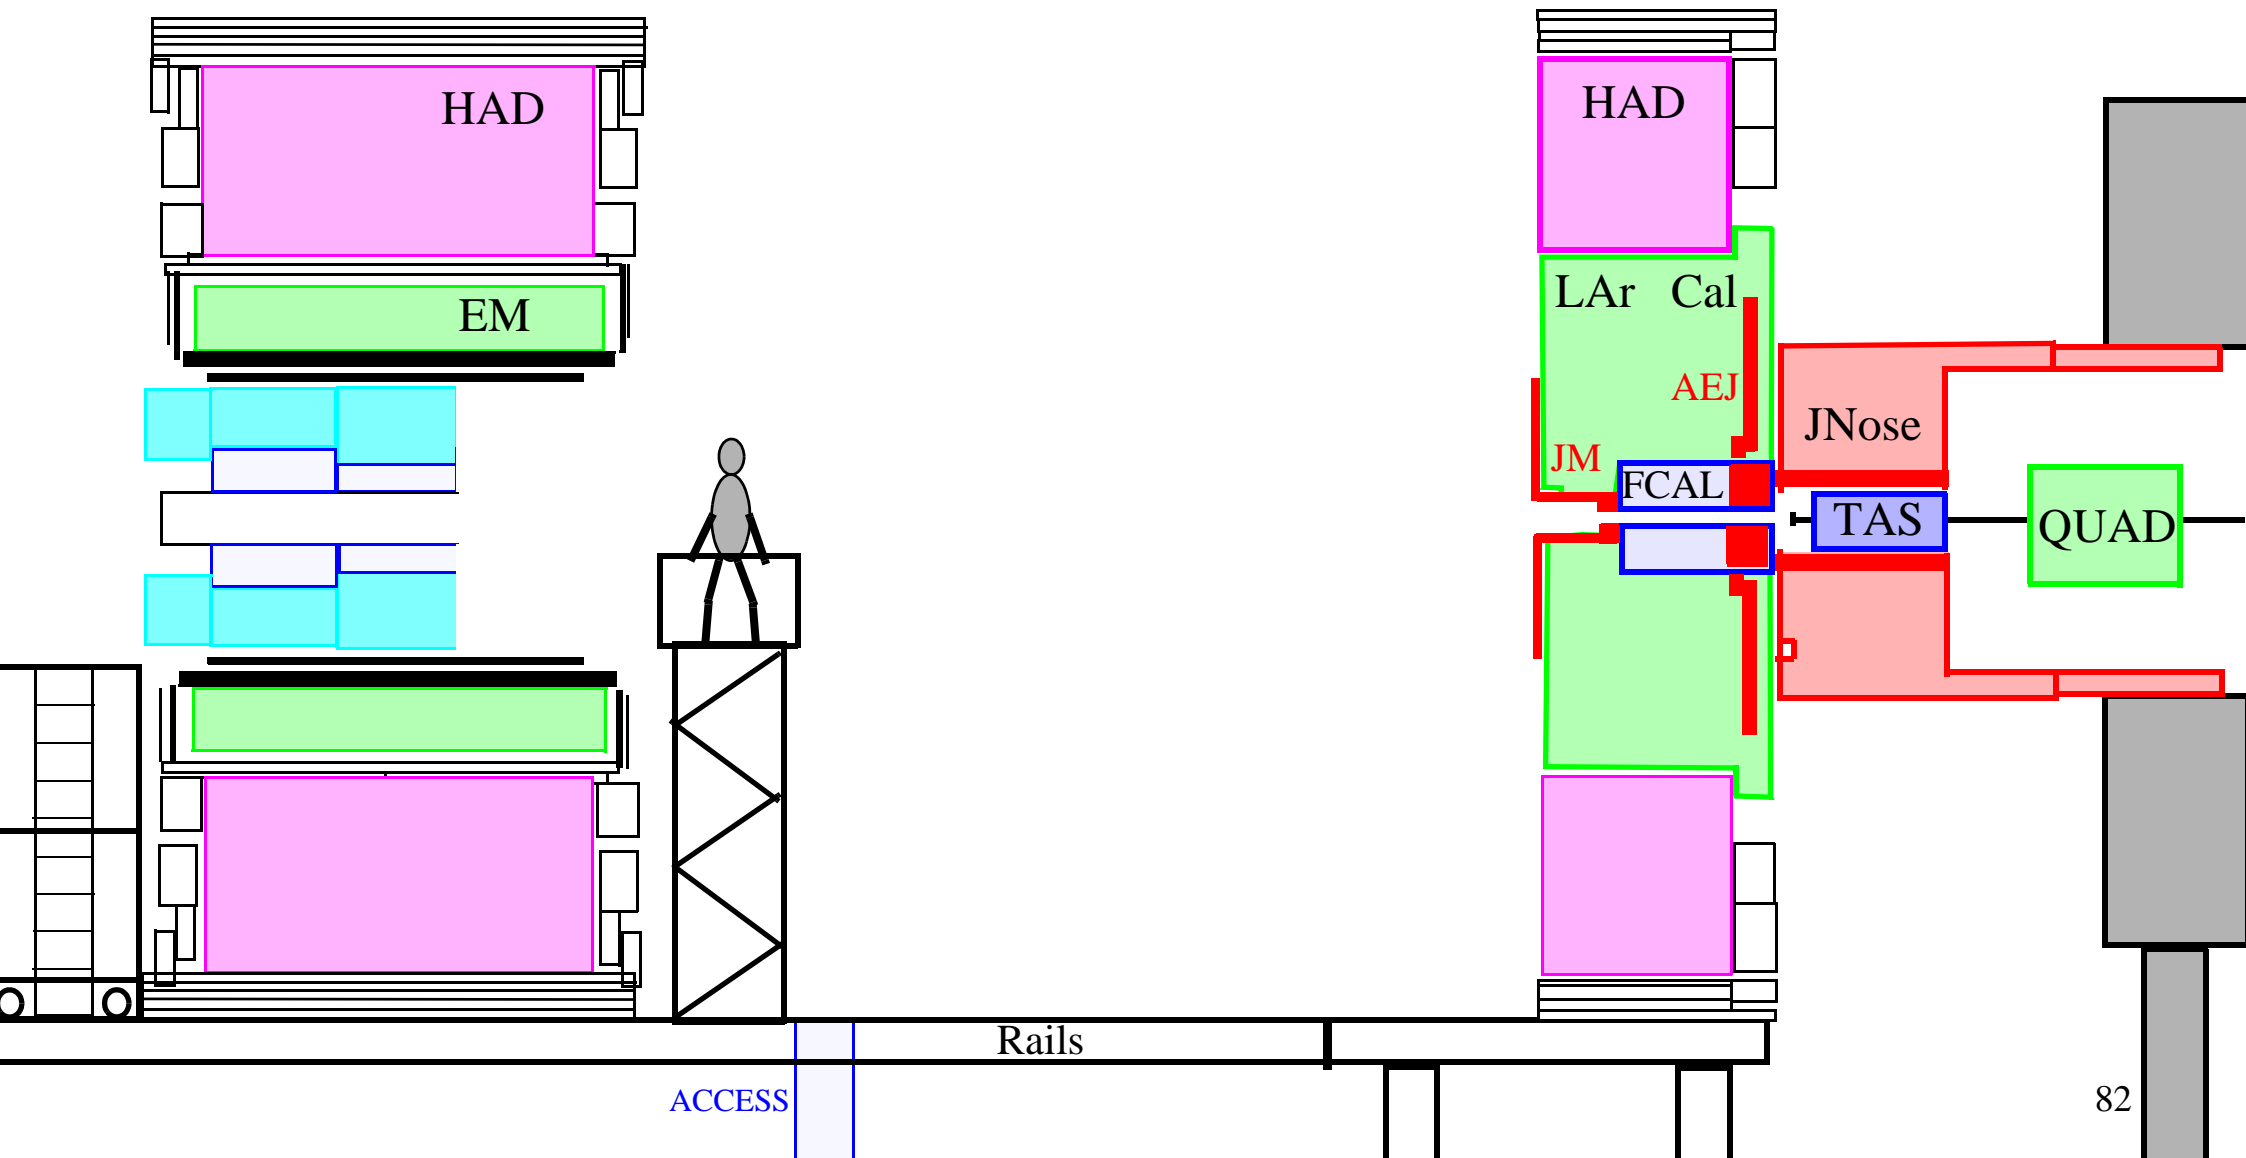 HAD
HAD
EM
LAr Cal
AEJ
JNose
JM
FCAL
TAS
QUAD
Rails
ACCESS
82